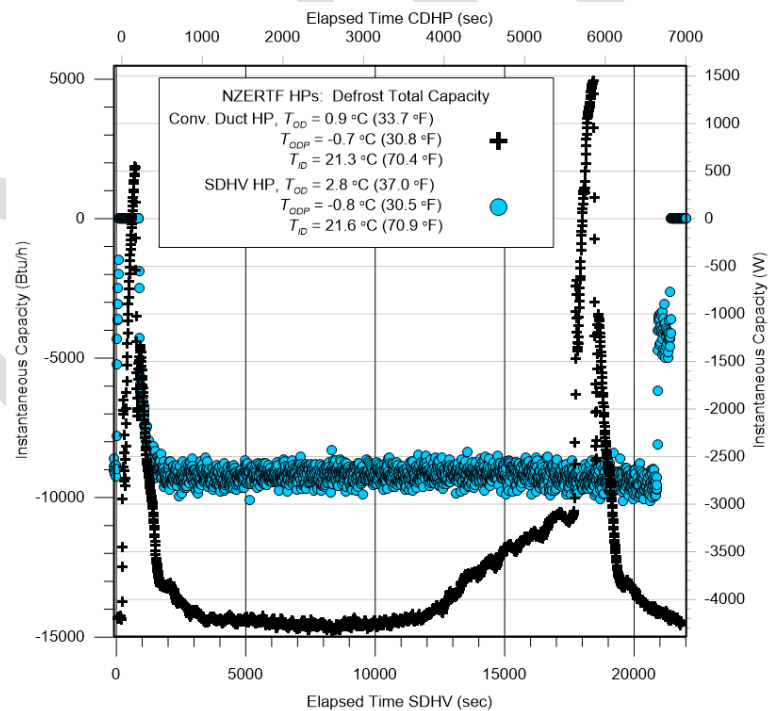 Elapsed Time CDHP (sec)
0 1000 2000 3000 4000 5000 6000 7000
NZERTF HPs: Defrost Total Capacity
Conv. Duct HP, T_OD = 0.9 °C (33.7 °F)
T_ODP = -0.7 °C (30.8 °F)
T_ID = 21.3 °C (70.4 °F)
SDHV HP, T_OD = 2.8 °C (37.0 °F)
T_ODP = -0.8 °C (30.5 °F)
T_ID = 21.6 °C (70.9 °F)
Instantaneous Capacity (Btu/h)
5000
0
-5000
-10000
-15000
1500
1000
500
0
-500
-1000
-1500
-2000
-2500
-3000
-3500
-4000
Instantaneous Capacity (W)
0 5000 10000 15000 20000
Elapsed Time SDHV (sec)